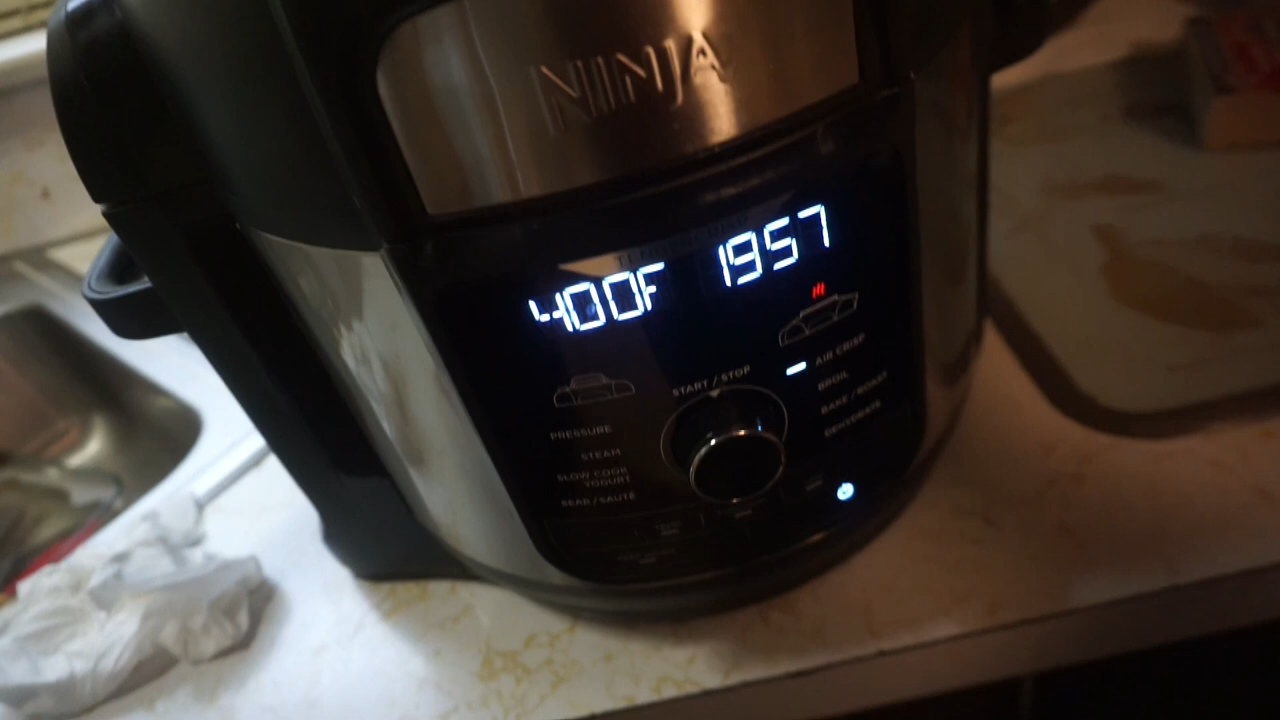 NINJA
400F 1957
START / STOP
AIR CRISP
BROIL
BAKE / ROAST
DEHYDRATE
PRESSURE
STEAM
SLOW COOK
YOGURT
SEAR / SAUTÉ